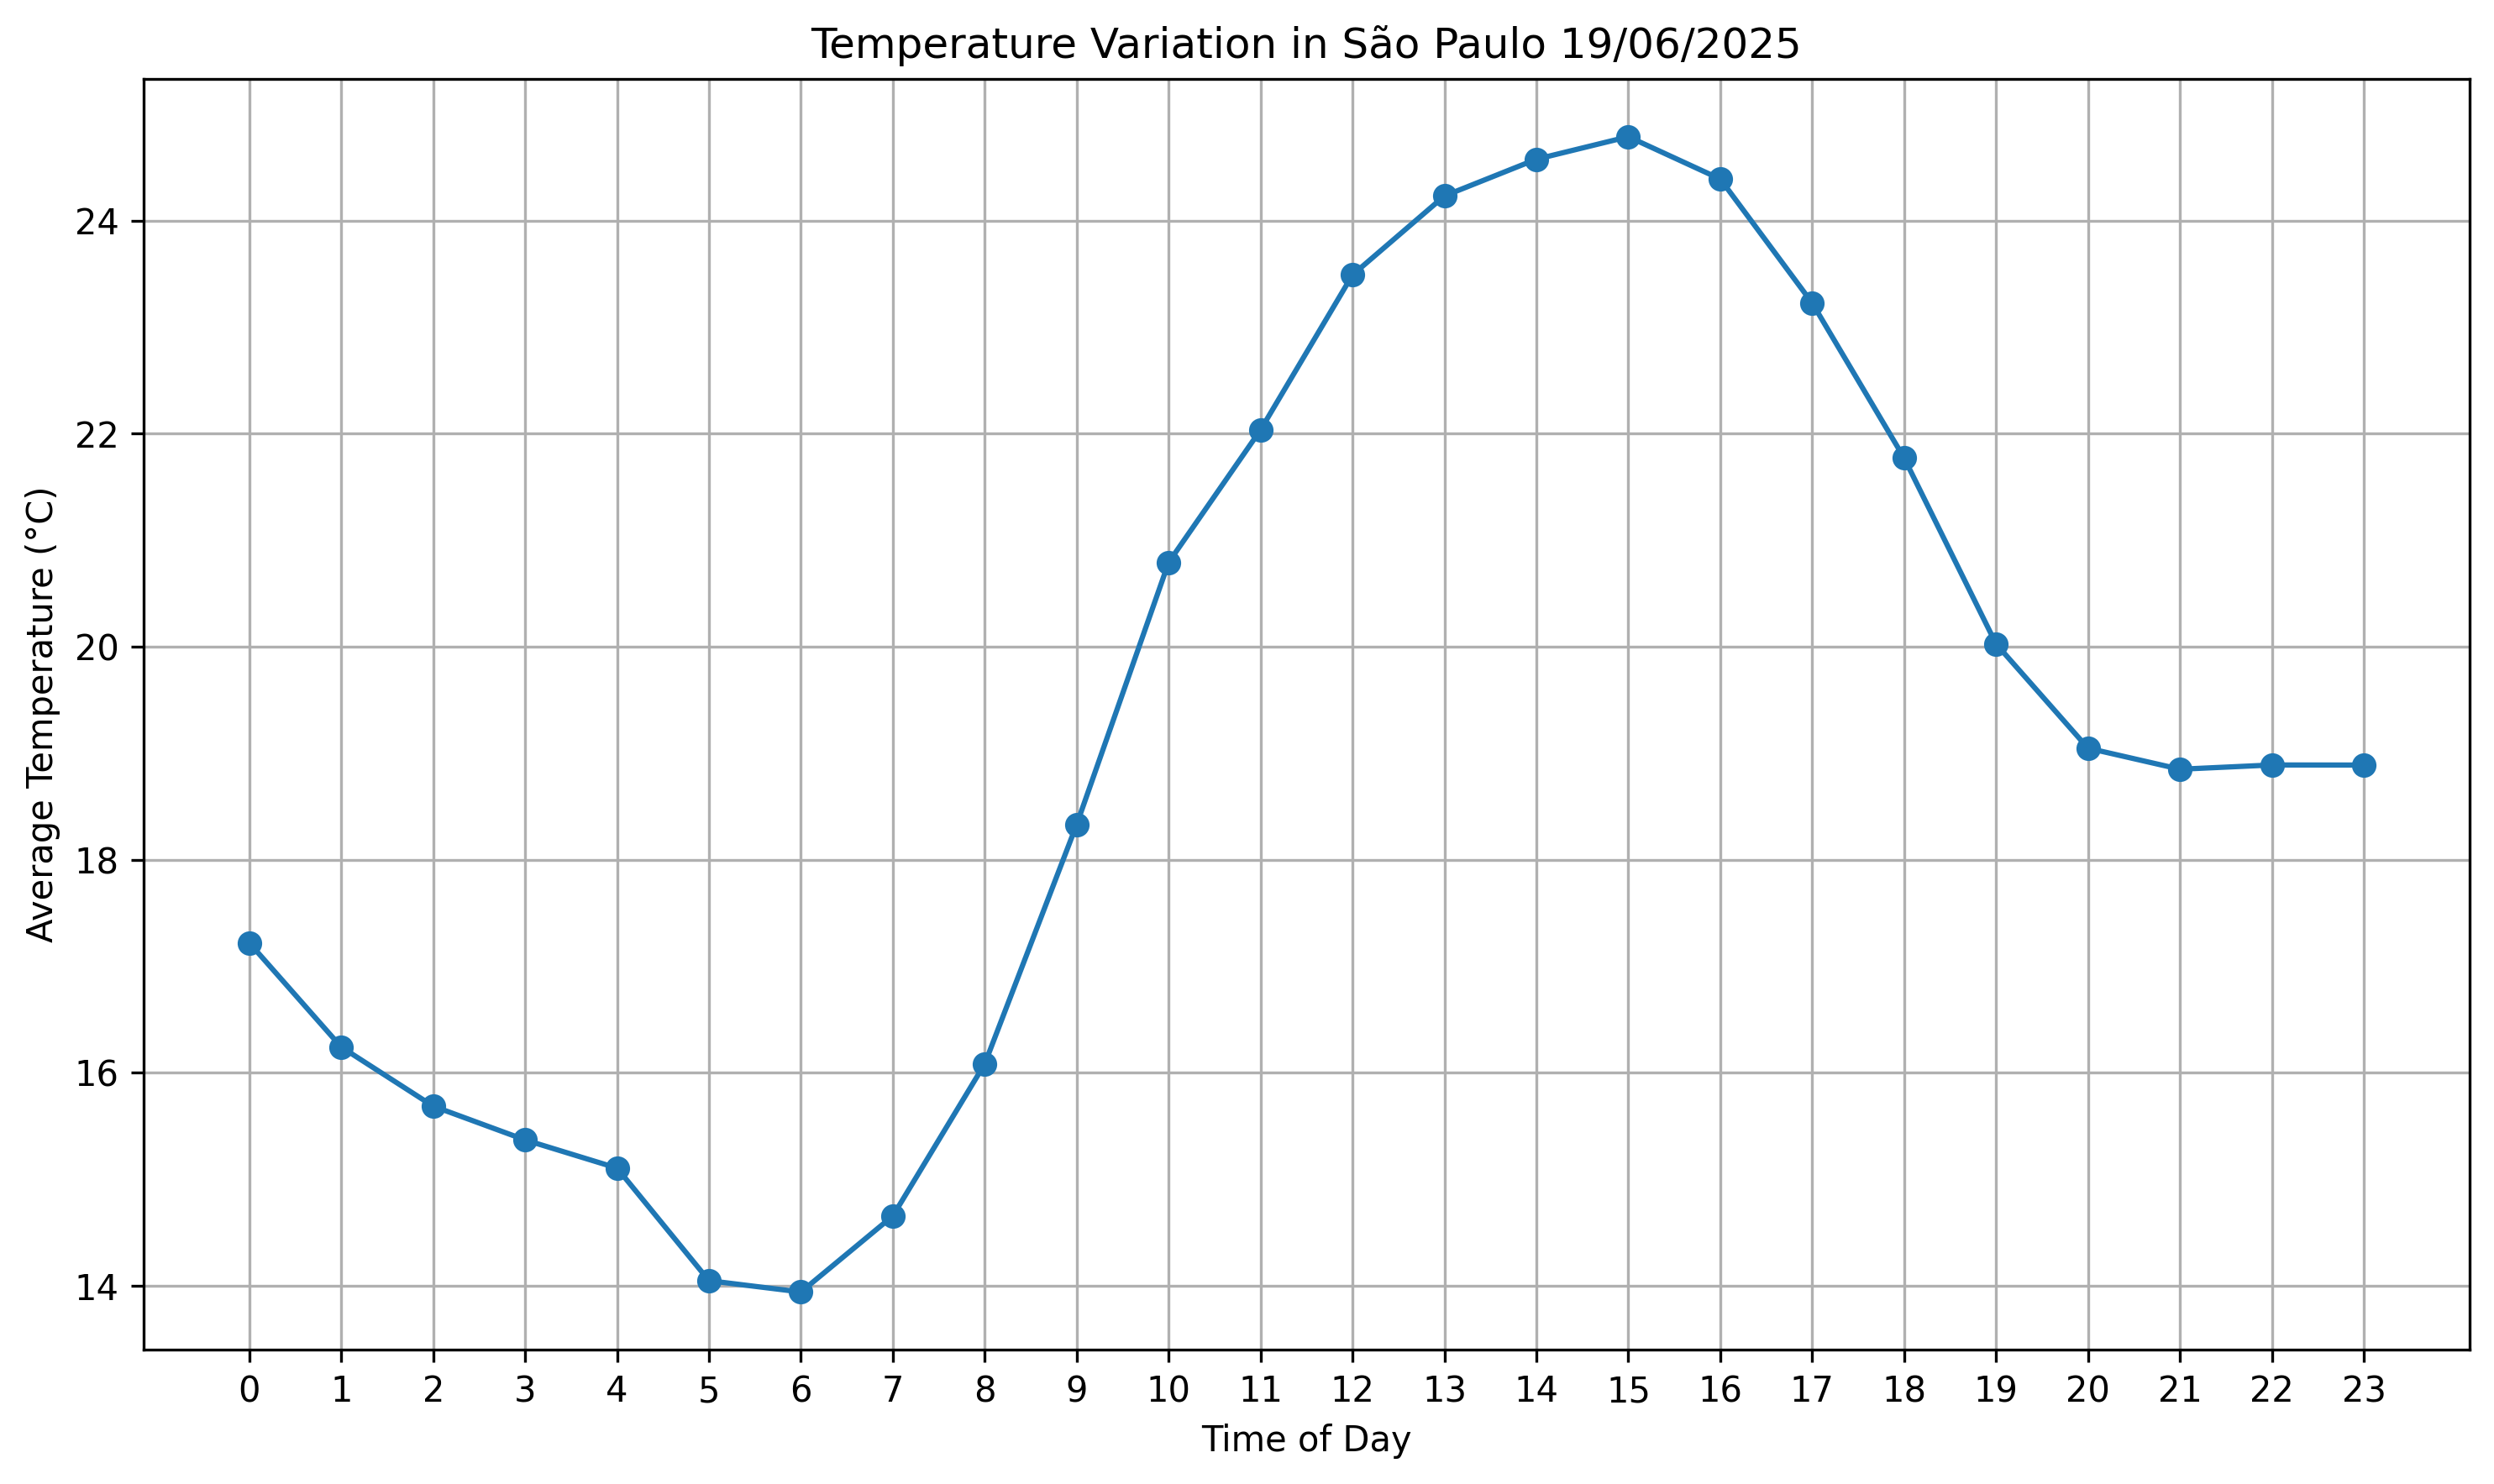 Temperature Variation in São Paulo 19/06/2025
Average Temperature (°C)
24
22
20
18
16
14
0 1 2 3 4 5 6 7 8 9 10 11 12 13 14 15 16 17 18 19 20 21 22 23
Time of Day